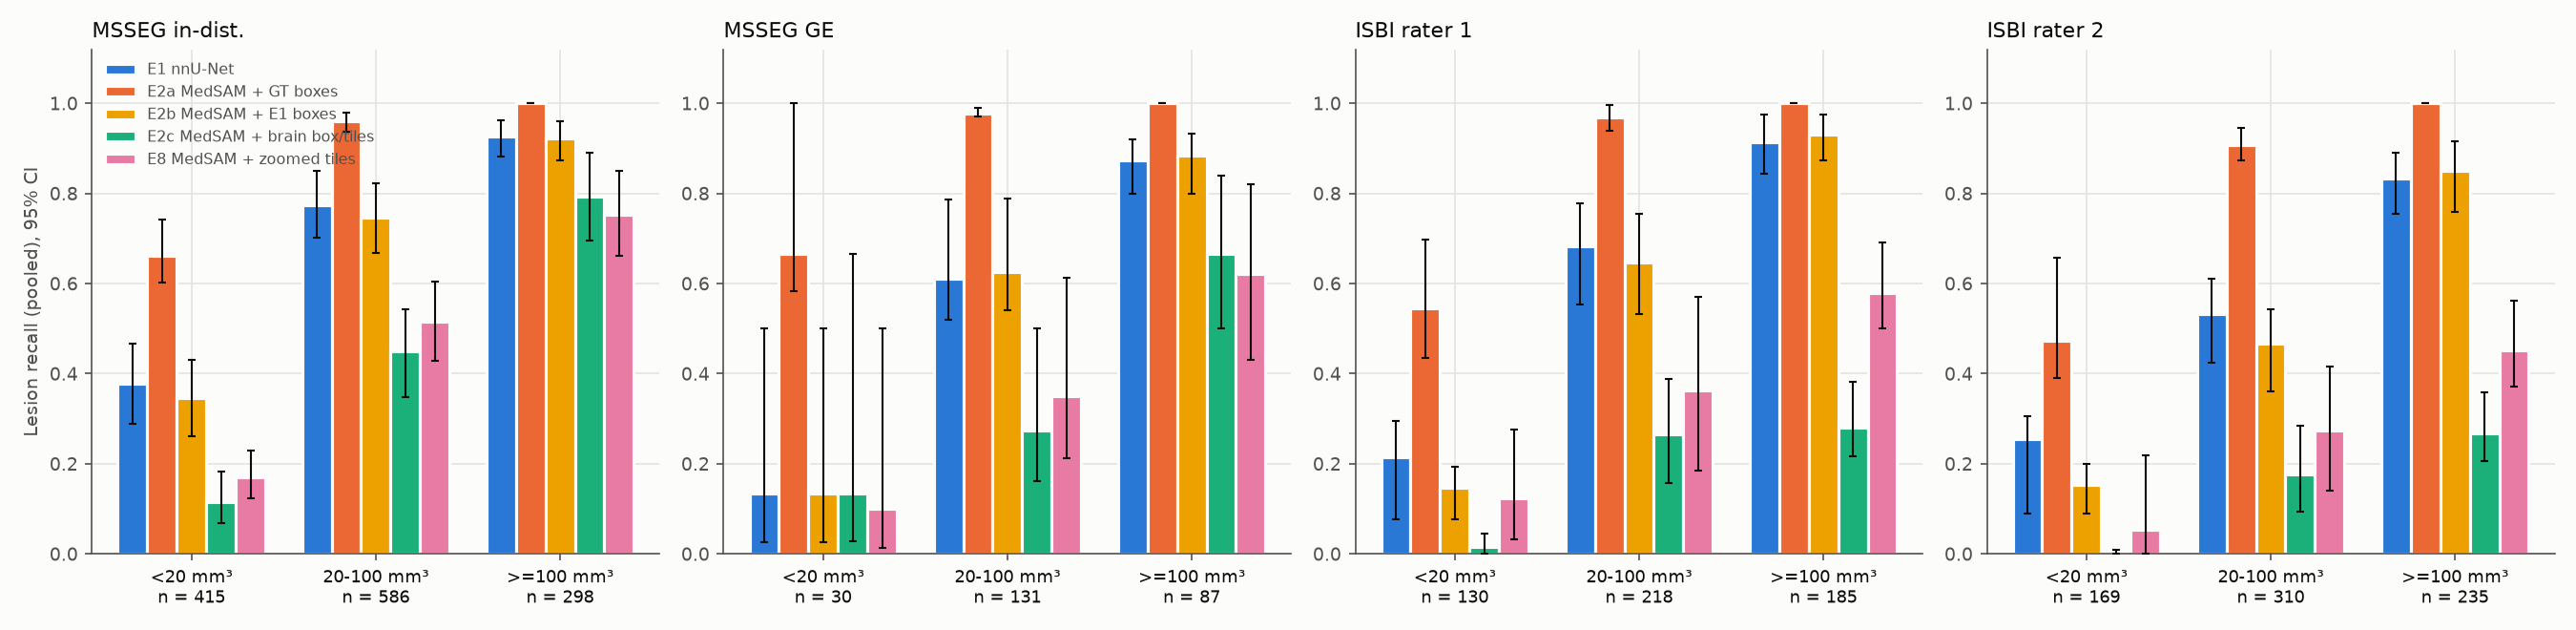 MSSEG in-dist.
E1 nnU-Net
E2a MedSAM + GT boxes
E2b MedSAM + E1 boxes
E2c MedSAM + brain box/tiles
E8 MedSAM + zoomed tiles
Lesion recall (pooled), 95% CI
1.0
0.8
0.6
0.4
0.2
0.0
<20 mm³
n = 415
20-100 mm³
n = 586
>=100 mm³
n = 298
MSSEG GE
1.0
0.8
0.6
0.4
0.2
0.0
<20 mm³
n = 30
20-100 mm³
n = 131
>=100 mm³
n = 87
ISBI rater 1
1.0
0.8
0.6
0.4
0.2
0.0
<20 mm³
n = 130
20-100 mm³
n = 218
>=100 mm³
n = 185
ISBI rater 2
1.0
0.8
0.6
0.4
0.2
0.0
<20 mm³
n = 169
20-100 mm³
n = 310
>=100 mm³
n = 235